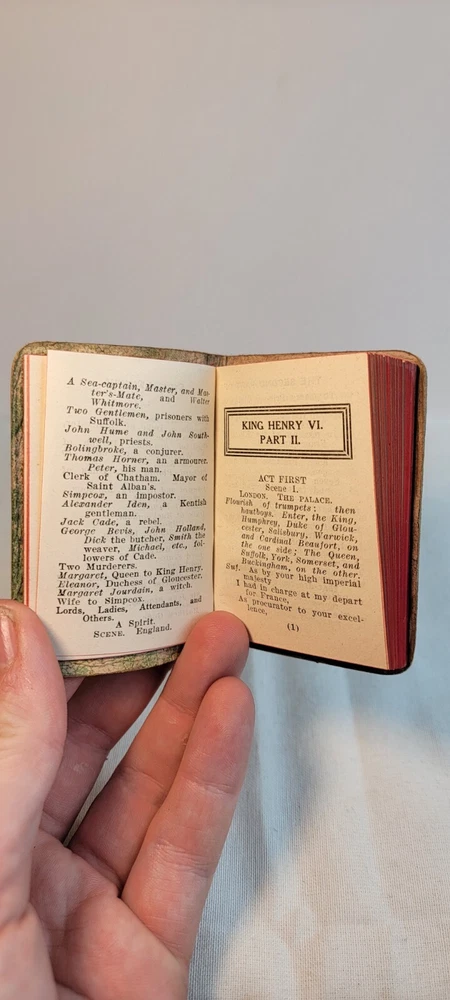 A Sea-captain, Master, and Mas-
ter's-Mate, and Walter
Whitmore.
Two Gentlemen, prisoners with
Suffolk.
John Hume and John South-
well, priests.
Bolingbroke, a conjurer.
Thomas Horner, an armourer.
Peter, his man.
Clerk of Chatham. Mayor of
Saint Alban's.
Simpcox, an impostor.
Alexander Iden, a Kentish
gentleman.
Jack Cade, a rebel.
George Bevis, John Holland,
Dick the butcher, Smith the
weaver, Michael, etc., fol-
lowers of Cade.
Two Murderers.
Margaret, Queen to King Henry.
Eleanor, Duchess of Gloucester.
Margaret Jourdain, a witch.
Wife to Simpcox.
Lords, Ladies, Attendants, and
Others.
A Spirit.
SCENE. England.
KING HENRY VI.
PART II.
ACT FIRST
Scene 1.
LONDON. THE PALACE.
Flourish of trumpets: then
hautboys. Enter, the King,
Humphrey, Duke of Glou-
cester, Salisbury, Warwick,
and Cardinal Beaufort, on
the one side; The Queen,
Suffolk, York, Somerset, and
Buckingham, on the other.
Suf. As by your high imperial
majesty
I had in charge at my depart
for France,
As procurator to your excel-
lence,
(1)